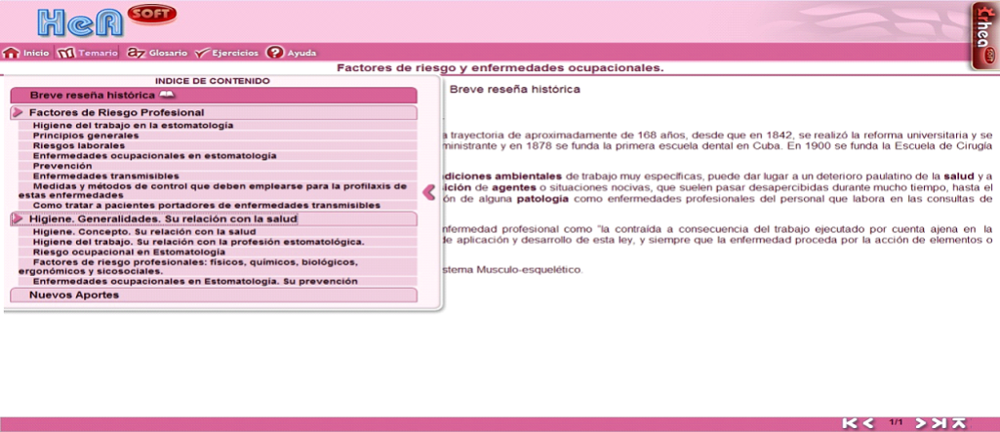 HeA SOFT
Inicio Temario Glosario Ejercicios Ayuda
rhea
Factores de riesgo y enfermedades ocupacionales.
INDICE DE CONTENIDO
Breve reseña histórica
Factores de Riesgo Profesional
Higiene del trabajo en la estomatología
Principios generales
Riesgos laborales
Enfermedades ocupacionales en estomatología
Prevención
Enfermedades transmisibles
Medidas y métodos de control que deben emplearse para la profilaxis de
estas enfermedades
Como tratar a pacientes portadores de enfermedades transmisibles
Higiene. Generalidades. Su relación con la salud
Higiene. Concepto. Su relación con la salud
Higiene del trabajo. Su relación con la profesión estomatológica.
Riesgo ocupacional en Estomatología
Factores de riesgo profesionales: físicos, químicos, biológicos,
ergonómicos y sicosociales.
Enfermedades ocupacionales en Estomatología. Su prevención
Nuevos Aportes
Breve reseña histórica
a trayectoria de aproximadamente de 168 años, desde que en 1842, se realizó la reforma universitaria y se
ministrante y en 1878 se funda la primera escuela dental en Cuba. En 1900 se funda la Escuela de Cirugía
diciones ambientales de trabajo muy específicas, puede dar lugar a un deterioro paulatino de la salud y a
ición de agentes o situaciones nocivas, que suelen pasar desapercibidas durante mucho tiempo, hasta el
ón de alguna patología como enfermedades profesionales del personal que labora en las consultas de
nfermedad profesional como "la contraída a consecuencia del trabajo ejecutado por cuenta ajena en la
de aplicación y desarrollo de esta ley, y siempre que la enfermedad proceda por la acción de elementos o
stema Musculo-esquelético.
1/1